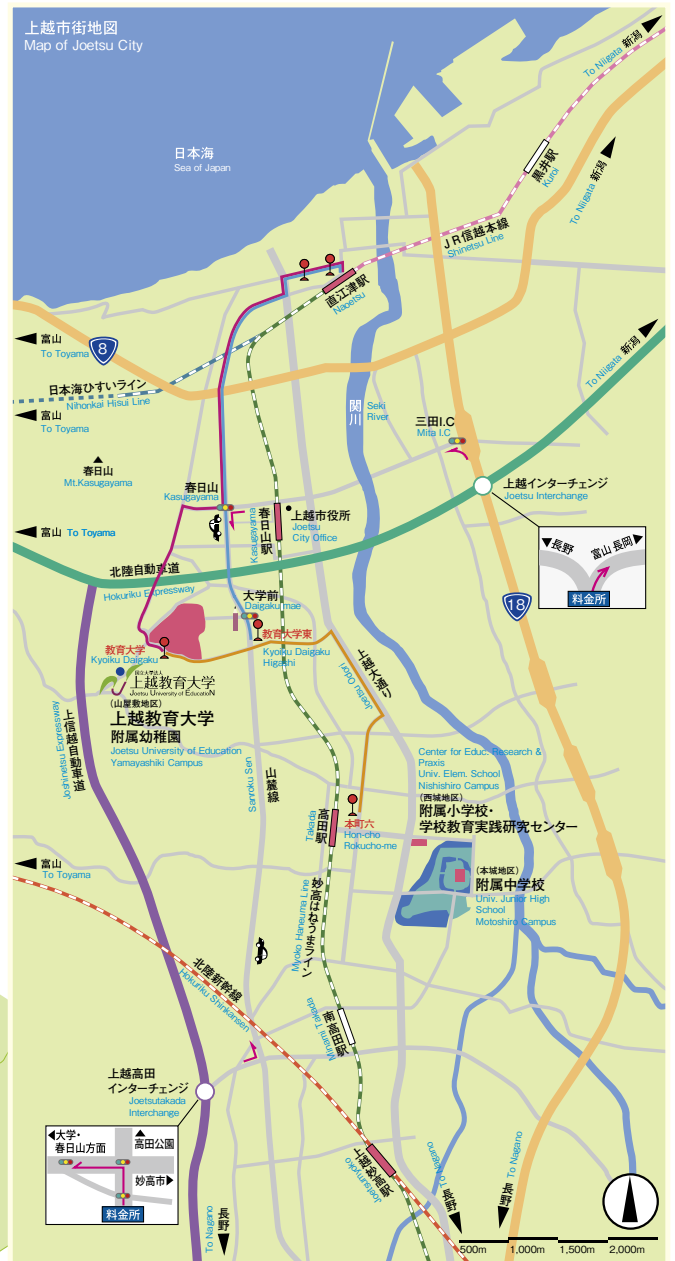 上越市街地図
Map of Joetsu City
To Niigata 新潟
日本海
Sea of Japan
黒井駅
Kuroi
To Niigata 新潟
JR信越本線
Shinetsu Line
直江津駅
Naoetsu
富山
To Toyama
8
To Niigata 新潟
日本海ひすいライン
Nihonkai Hisui Line
富山
To Toyama
関川
Seki
River
三田I.C
Mita I.C
春日山
Mt.Kasugayama
春日山
Kasugayama
上越インターチェンジ
Joetsu Interchange
春日山駅
Kasugayama
上越市役所
Joetsu
City Office
富山 To Toyama
長野
富山 長岡
料金所
北陸自動車道
Hokuriku Expressway
大学前
Daigaku mae
18
教育大学東
Kyoiku Daigaku
Higashi
教育大学
Kyoiku Daigaku
国立大学法人
上越教育大学
Joetsu University of EducatioN
(山屋敷地区)
上越教育大学
附属幼稚園
Joetsu University of Education
Yamayashiki Campus
上越大通り
Joetsu Odori
上信越自動車道
Joshinetsu Expressway
山麓線
Sanroku Sen
Center for Educ. Research &
Praxis
Univ. Elem. School
Nishishiro Campus
(西城地区)
附属小学校・
学校教育実践研究センター
高田駅
Takada
本町六
Hon-cho
Rokucho-me
富山
To Toyama
(本城地区)
附属中学校
Univ. Junior High
School
Motoshiro Campus
妙高はねうまライン
Myoko Haneuma Line
北陸新幹線
Hokuriku Shinkansen
南高田駅
Minami Takada
上越高田
インターチェンジ
Joetsutakada
Interchange
大学・
春日山方面
高田公園
妙高市
料金所
上越妙高駅
Joetsumyoko
To Nagano
長野
To Nagano
長野
To Nagano
長野
500m
1,000m
1,500m
2,000m